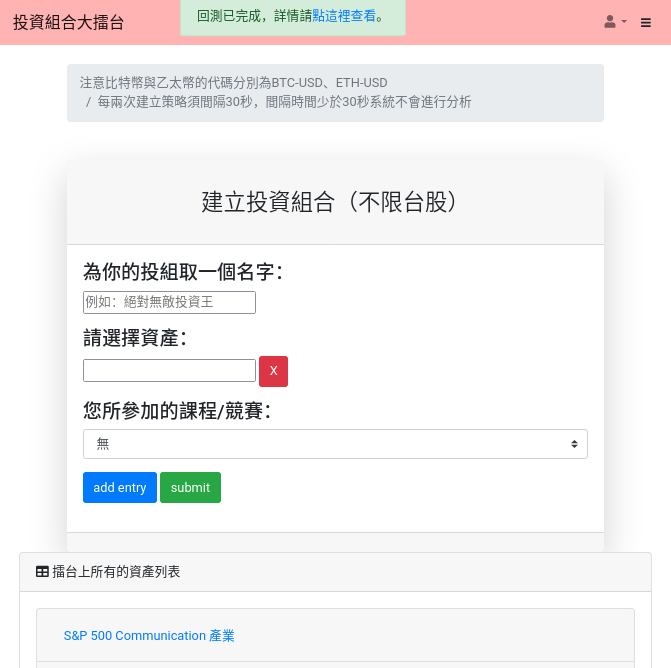 投資組合大擂台
回測已完成，詳情請點這裡查看。
注意比特幣與乙太幣的代碼分別為BTC-USD、ETH-USD
/ 每兩次建立策略須間隔30秒，間隔時間少於30秒系統不會進行分析
建立投資組合（不限台股）
為你的投組取一個名字：
例如：絕對無敵投資王
請選擇資產：
X
您所參加的課程/競賽：
無
add entry submit
擂台上所有的資產列表
S&P 500 Communication 產業